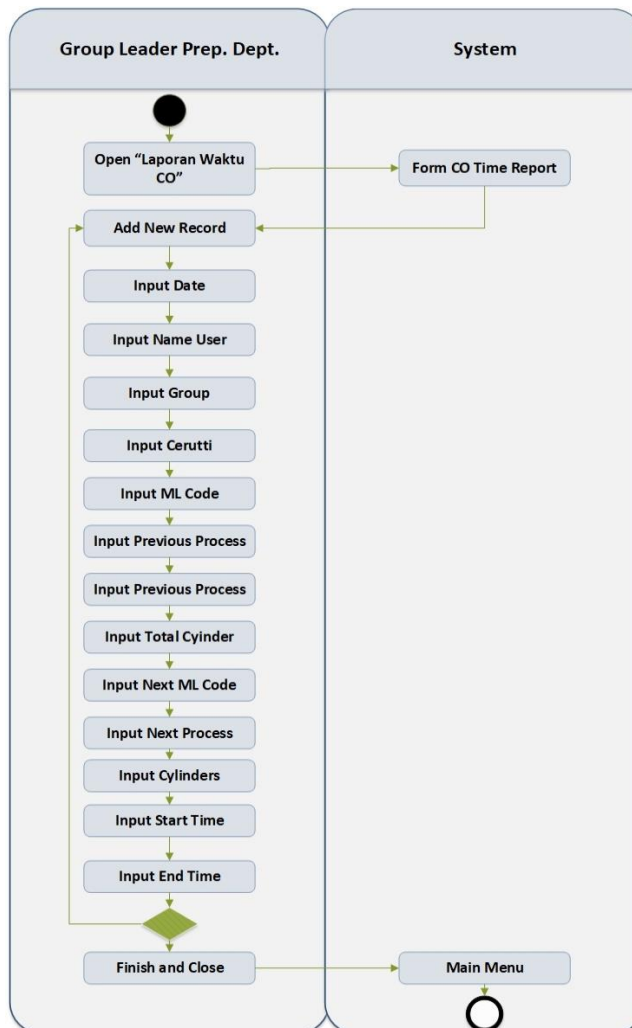 Group Leader Prep. Dept.
System
Open “Laporan Waktu
CO”
Form CO Time Report
Add New Record
Input Date
Input Name User
Input Group
Input Cerutti
Input ML Code
Input Previous Process
Input Previous Process
Input Total Cyinder
Input Next ML Code
Input Next Process
Input Cylinders
Input Start Time
Input End Time
Finish and Close
Main Menu